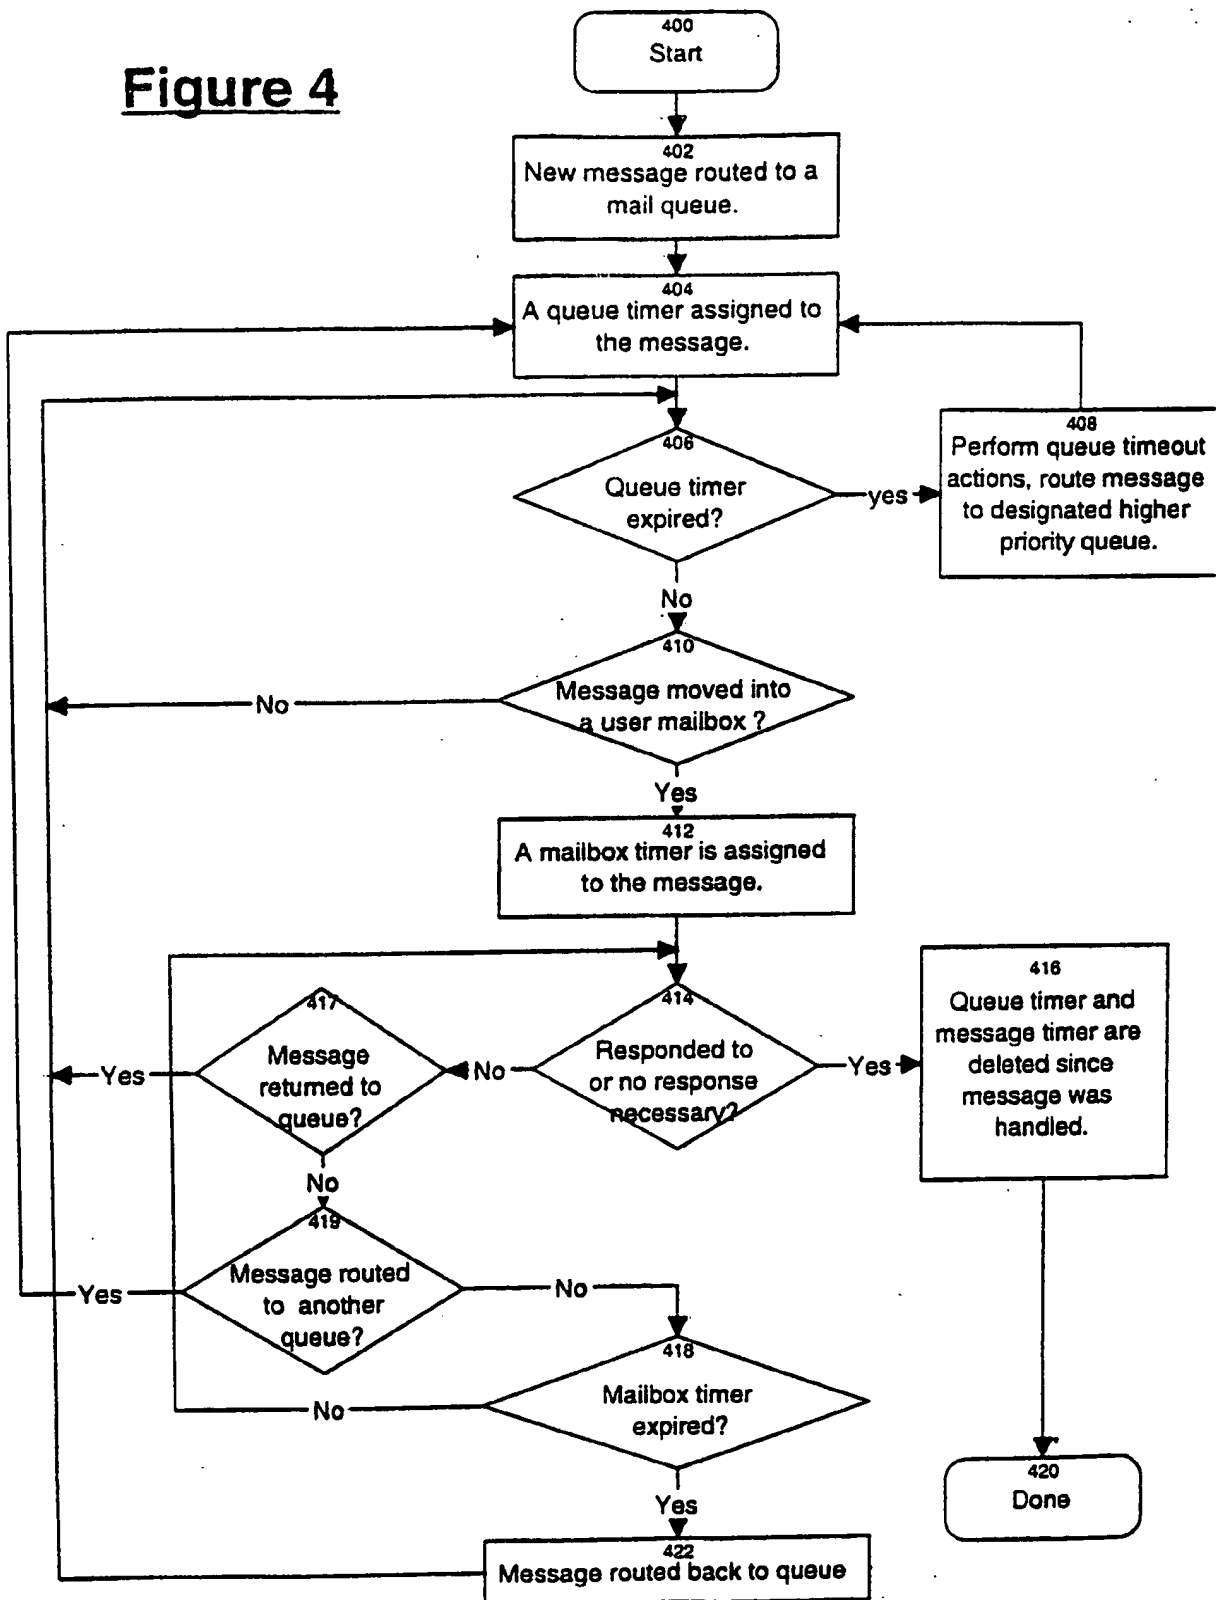 Figure 4
400
Start
402
New message routed to a
mail queue.
404
A queue timer assigned to
the message.
406
Queue timer
expired?
yes
408
Perform queue timeout
actions, route message
to designated higher
priority queue.
No
410
Message moved into
a user mailbox ?
No
Yes
412
A mailbox timer is assigned
to the message.
414
Responded to
or no response
necessary?
Yes
416
Queue timer and
message timer are
deleted since
message was
handled.
No
417
Message
returned to
queue?
Yes
No
419
Message routed
to another
queue?
Yes
No
418
Mailbox timer
expired?
No
Yes
420
Done
422
Message routed back to queue